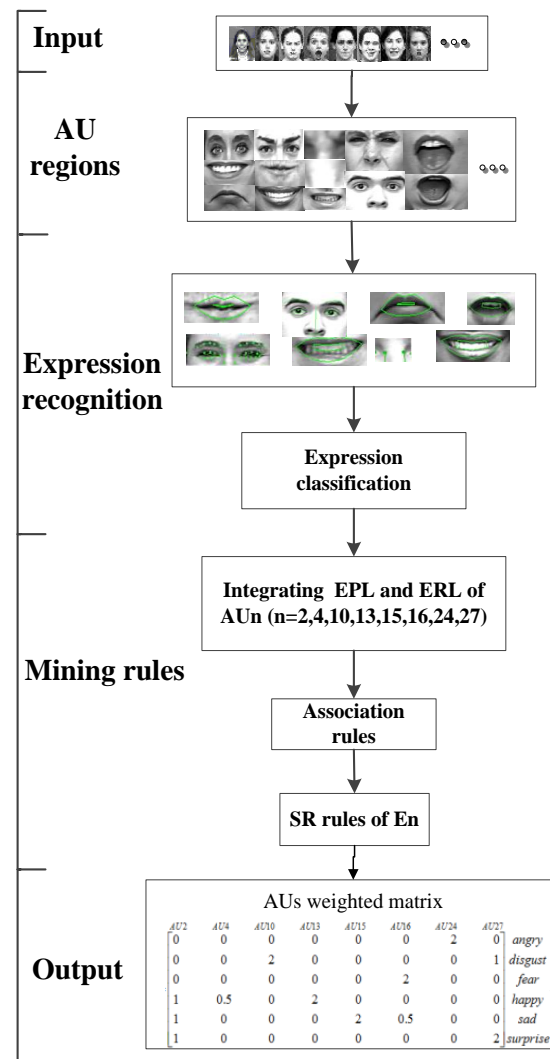 Input
AU
regions
Expression
recognition
Expression
classification
Integrating EPL and ERL of
AUn (n=2,4,10,13,15,16,24,27)
Mining rules
Association
rules
SR rules of En
AUs weighted matrix
AU2 AU4 AU10 AU13 AU15 AU16 AU24 AU27
0 0 0 0 0 0 2 0 angry
0 0 2 0 0 0 0 1 disgust
0 0 0 0 0 2 0 0 fear
1 0.5 0 2 0 0 0 0 happy
1 0 0 0 2 0.5 0 0 sad
1 0 0 0 0 0 0 2 surprise
Output